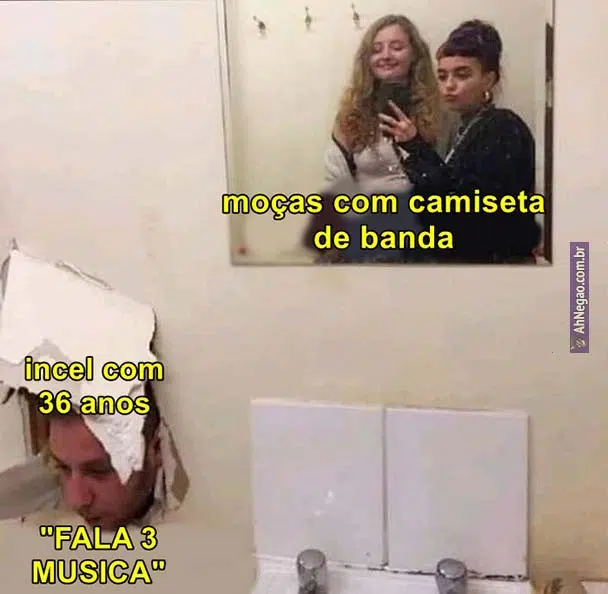 moças com camiseta
de banda
AhNegao.com.br
incel com
36 anos
"FALA 3
MUSICA"